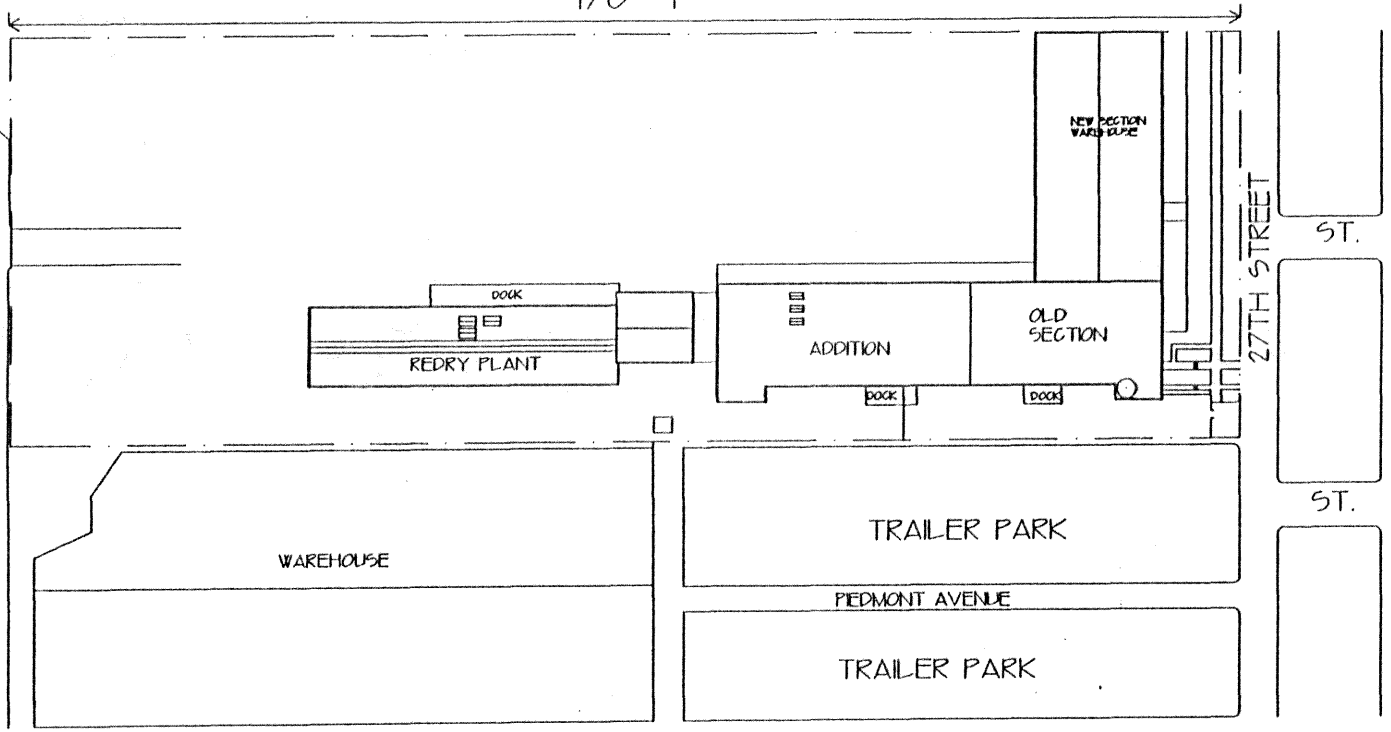 NEW SECTION
WAREHOUSE
27TH STREET
ST.
DOCK
OLD
SECTION
ADDITION
REDRY PLANT
DOCK
DOCK
ST.
TRAILER PARK
WAREHOUSE
PIEDMONT AVENUE
TRAILER PARK